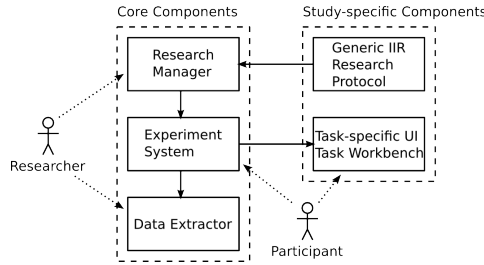 Core Components
Study-specific Components
Research
Manager
Generic IIR
Research
Protocol
Experiment
System
Task-specific UI
Task Workbench
Researcher
Data Extractor
Participant